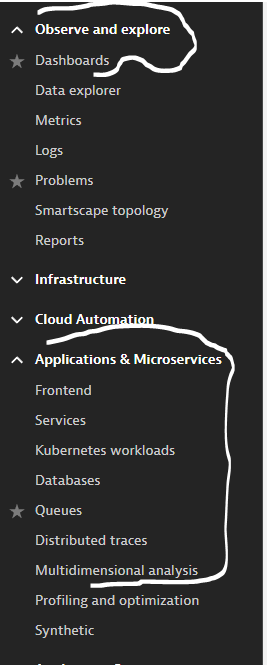 Observe and explore
Dashboards
Data explorer
Metrics
Logs
Problems
Smartscape topology
Reports
Infrastructure
Cloud Automation
Applications & Microservices
Frontend
Services
Kubernetes workloads
Databases
Queues
Distributed traces
Multidimensional analysis
Profiling and optimization
Synthetic